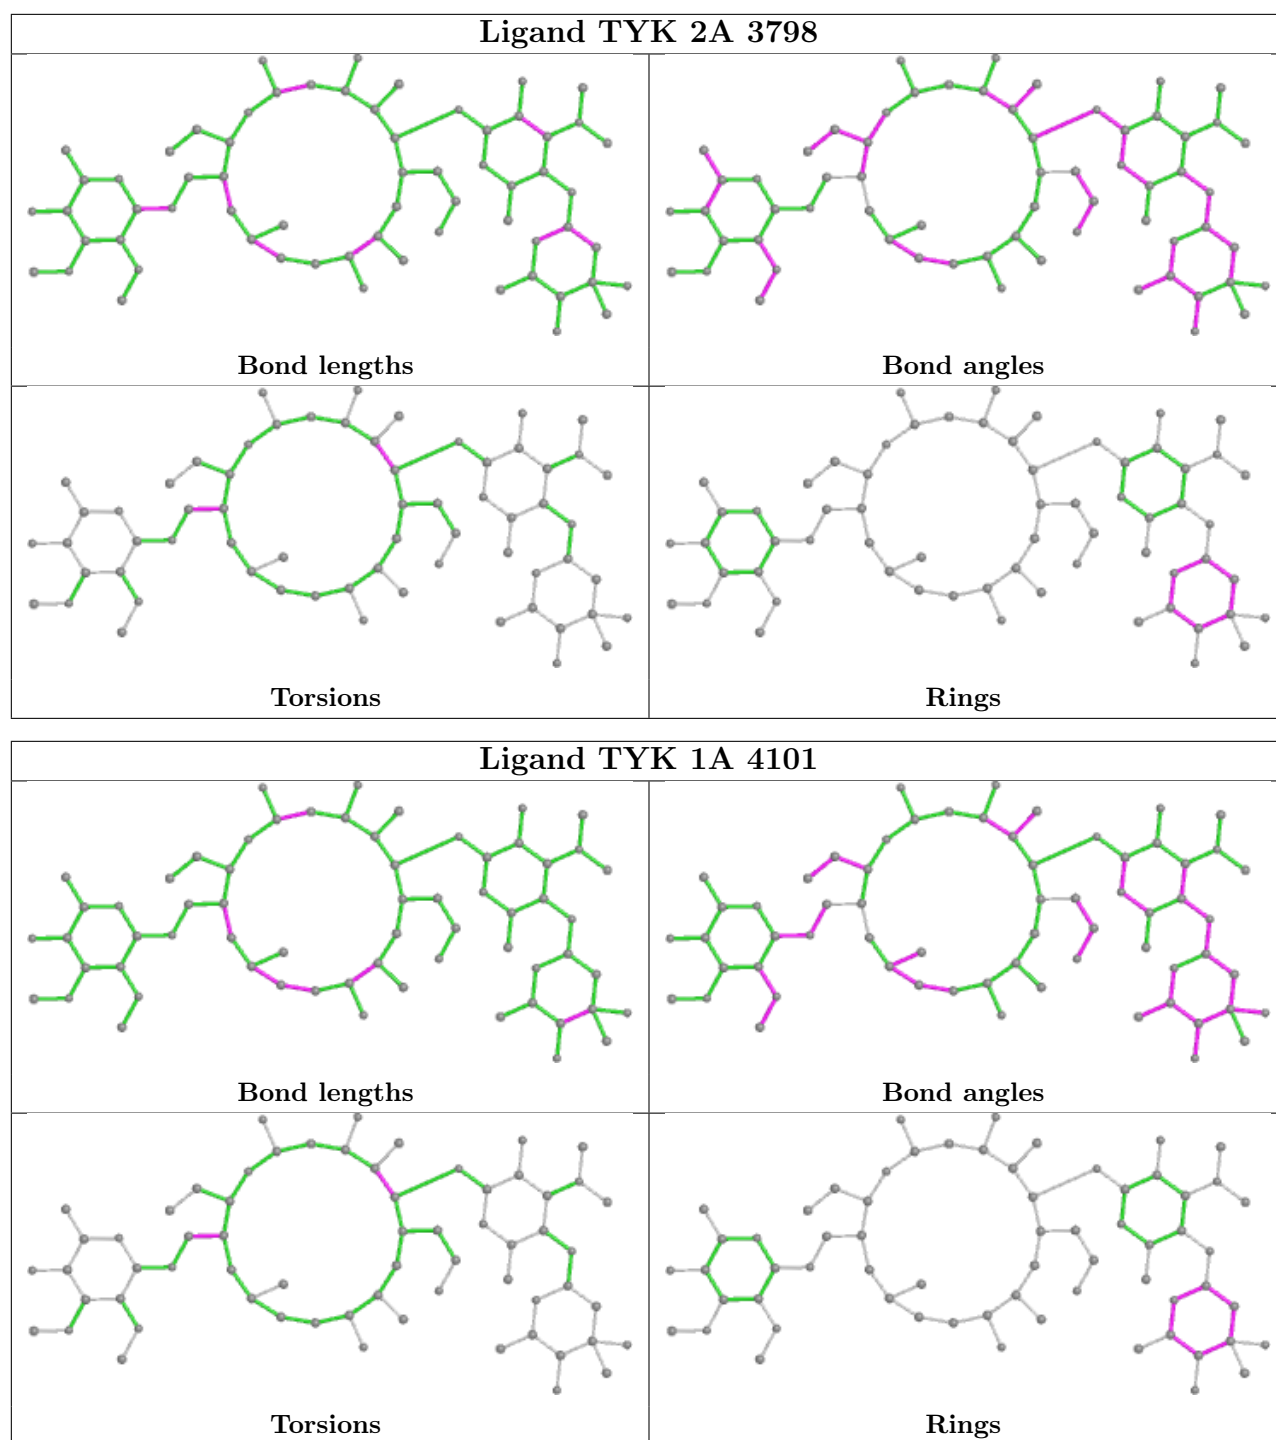 Ligand TYK 2A 3798
Bond lengths
Bond angles
Torsions
Rings
Ligand TYK 1A 4101
Bond lengths
Bond angles
Torsions
Rings